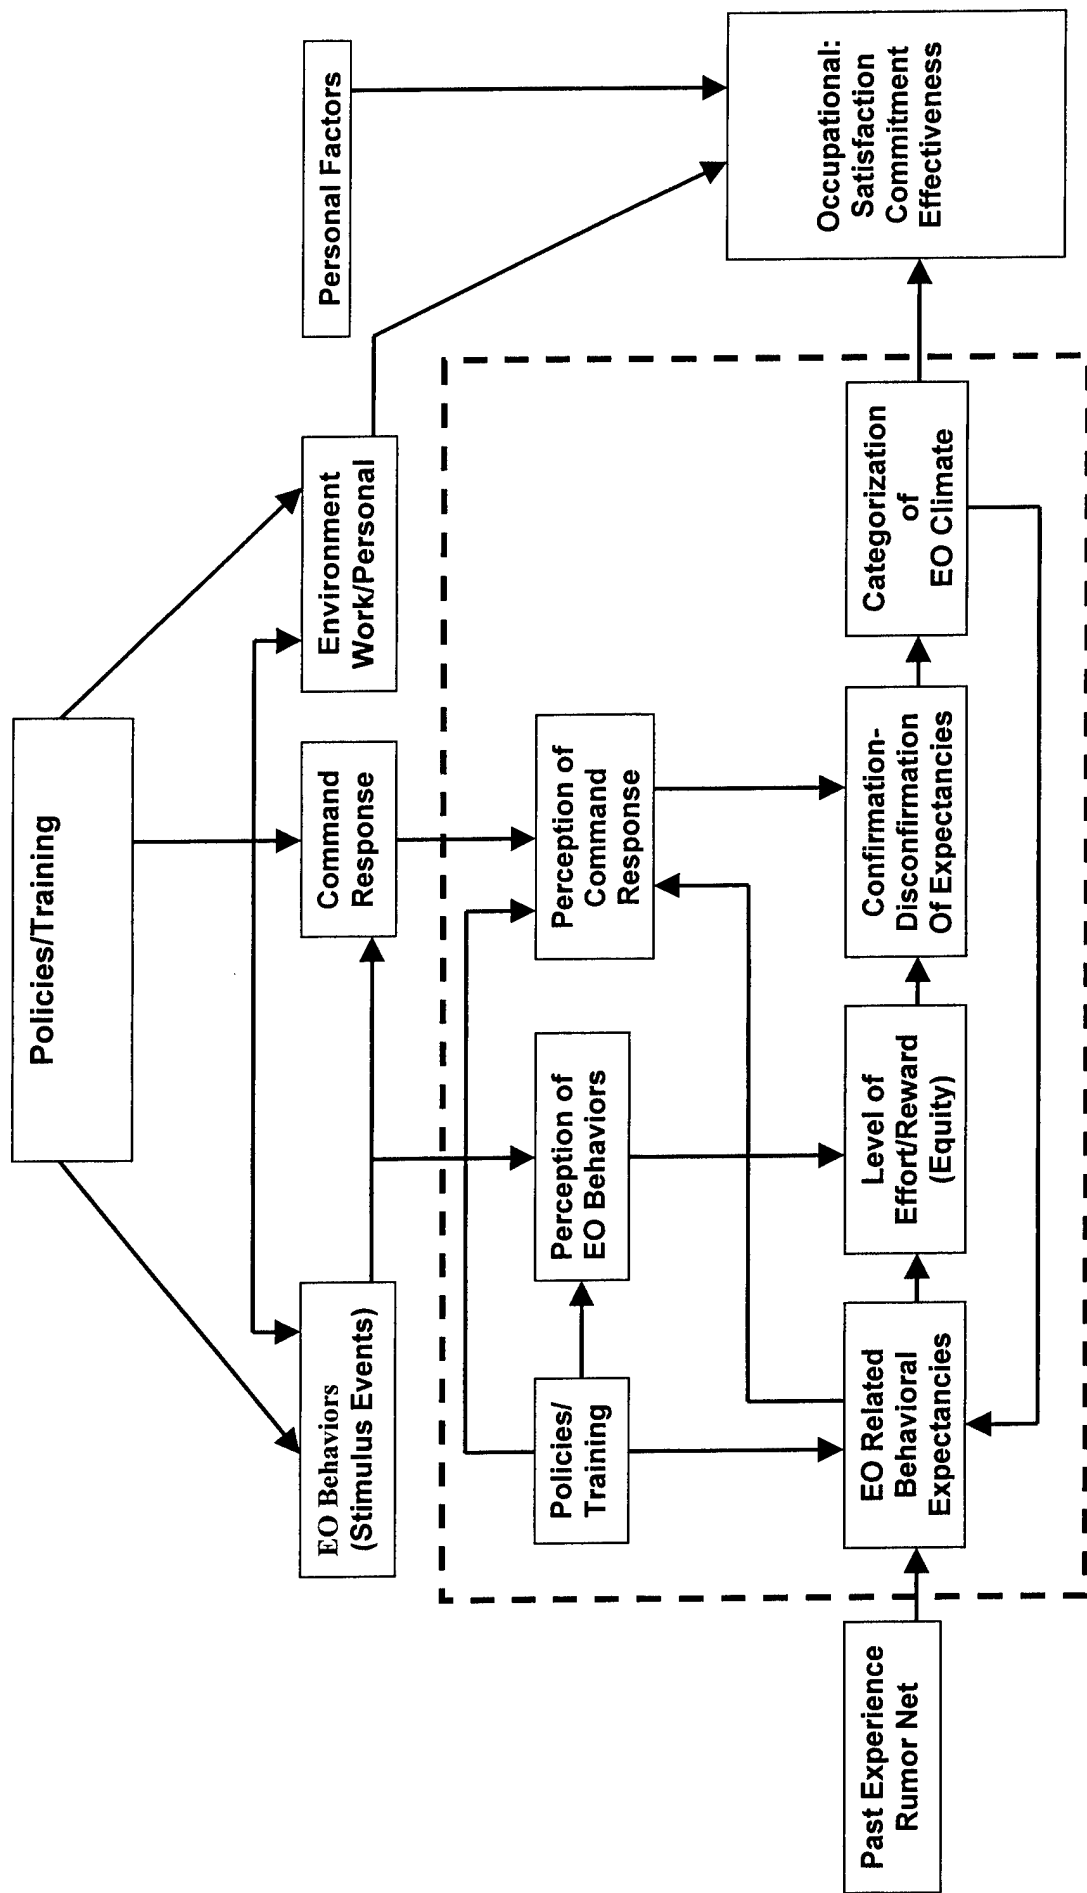 Policies/Training
EO Behaviors
(Stimulus Events)
Command
Response
Environment
Work/Personal
Personal Factors
Policies/
Training
Perception of
EO Behaviors
Perception of
Command
Response
Past Experience
Rumor Net
EO Related
Behavioral
Expectancies
Level of
Effort/Reward
(Equity)
Confirmation-
Disconfirmation
Of Expectancies
Categorization
of
EO Climate
Occupational:
Satisfaction
Commitment
Effectiveness